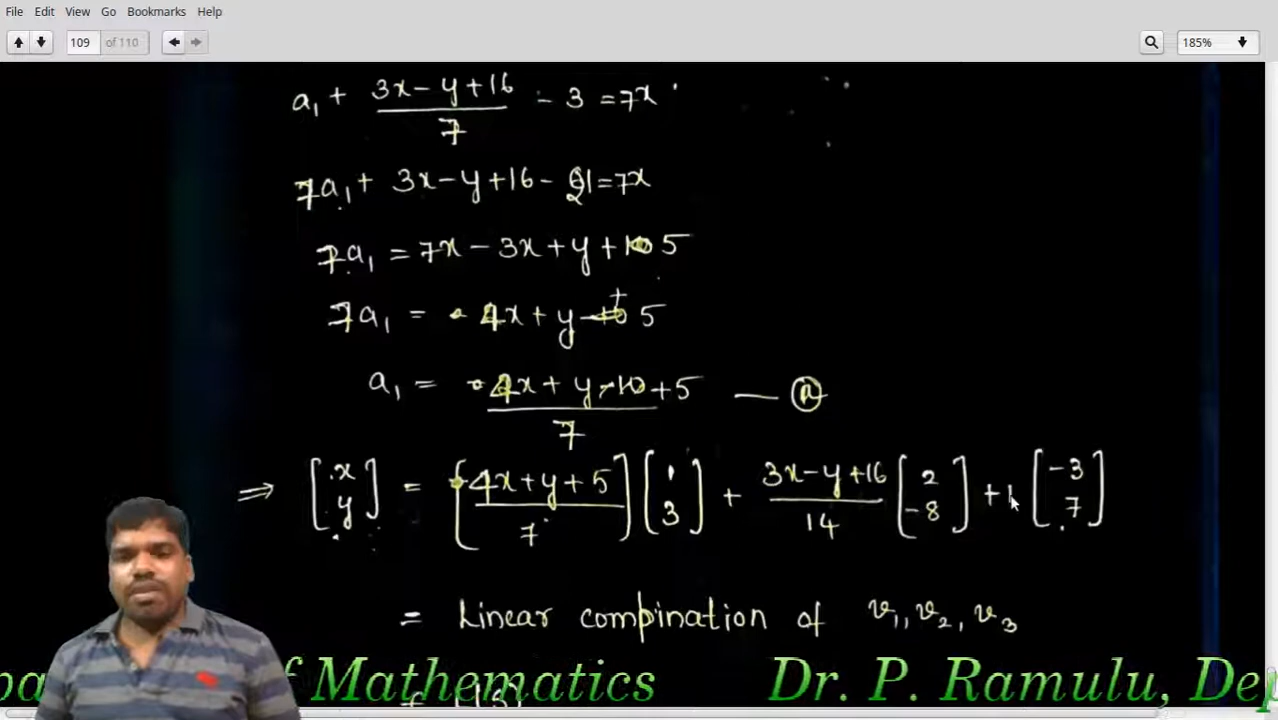 File Edit View Go Bookmarks Help
109 of 110 185%
a₁ + (3x - y + 16)/7 - 3 = 7x
7a₁ + 3x - y + 16 - 21 = 7x
7a₁ = 7x - 3x + y + 5
7a₁ = 4x + y + 5
a₁ = (4x + y + 5)/7 — Ⓐ
⇒ [x y] = [(4x + y + 5)/7] [1 3] + (3x - y + 16)/14 [2 -8] + 1 [-3 7]
= Linear combination of v₁, v₂, v₃
of Mathematics Dr. P. Ramulu, Dep